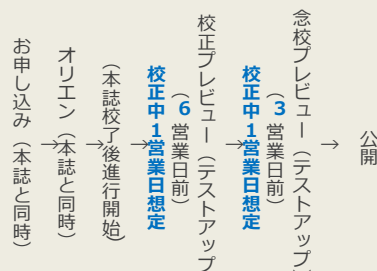 お申し込み（本誌と同時）
→
オリエン（本誌と同時）
→
（本誌校了後進行開始）
→
校正プレビュー（テストアップ
（6営業日前）
校正中1営業日想定
→
念校プレビュー（テストアップ
（3営業日前）
校正中1営業日想定
→
公開